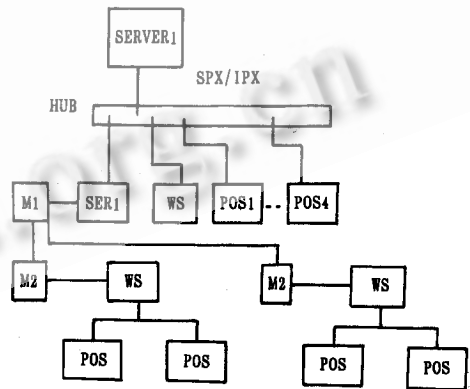 SERVER1
SPX/IPX
HUB
M1
SER1
WS
POS1
--
POS4
M2
WS
M2
WS
POS
POS
POS
POS